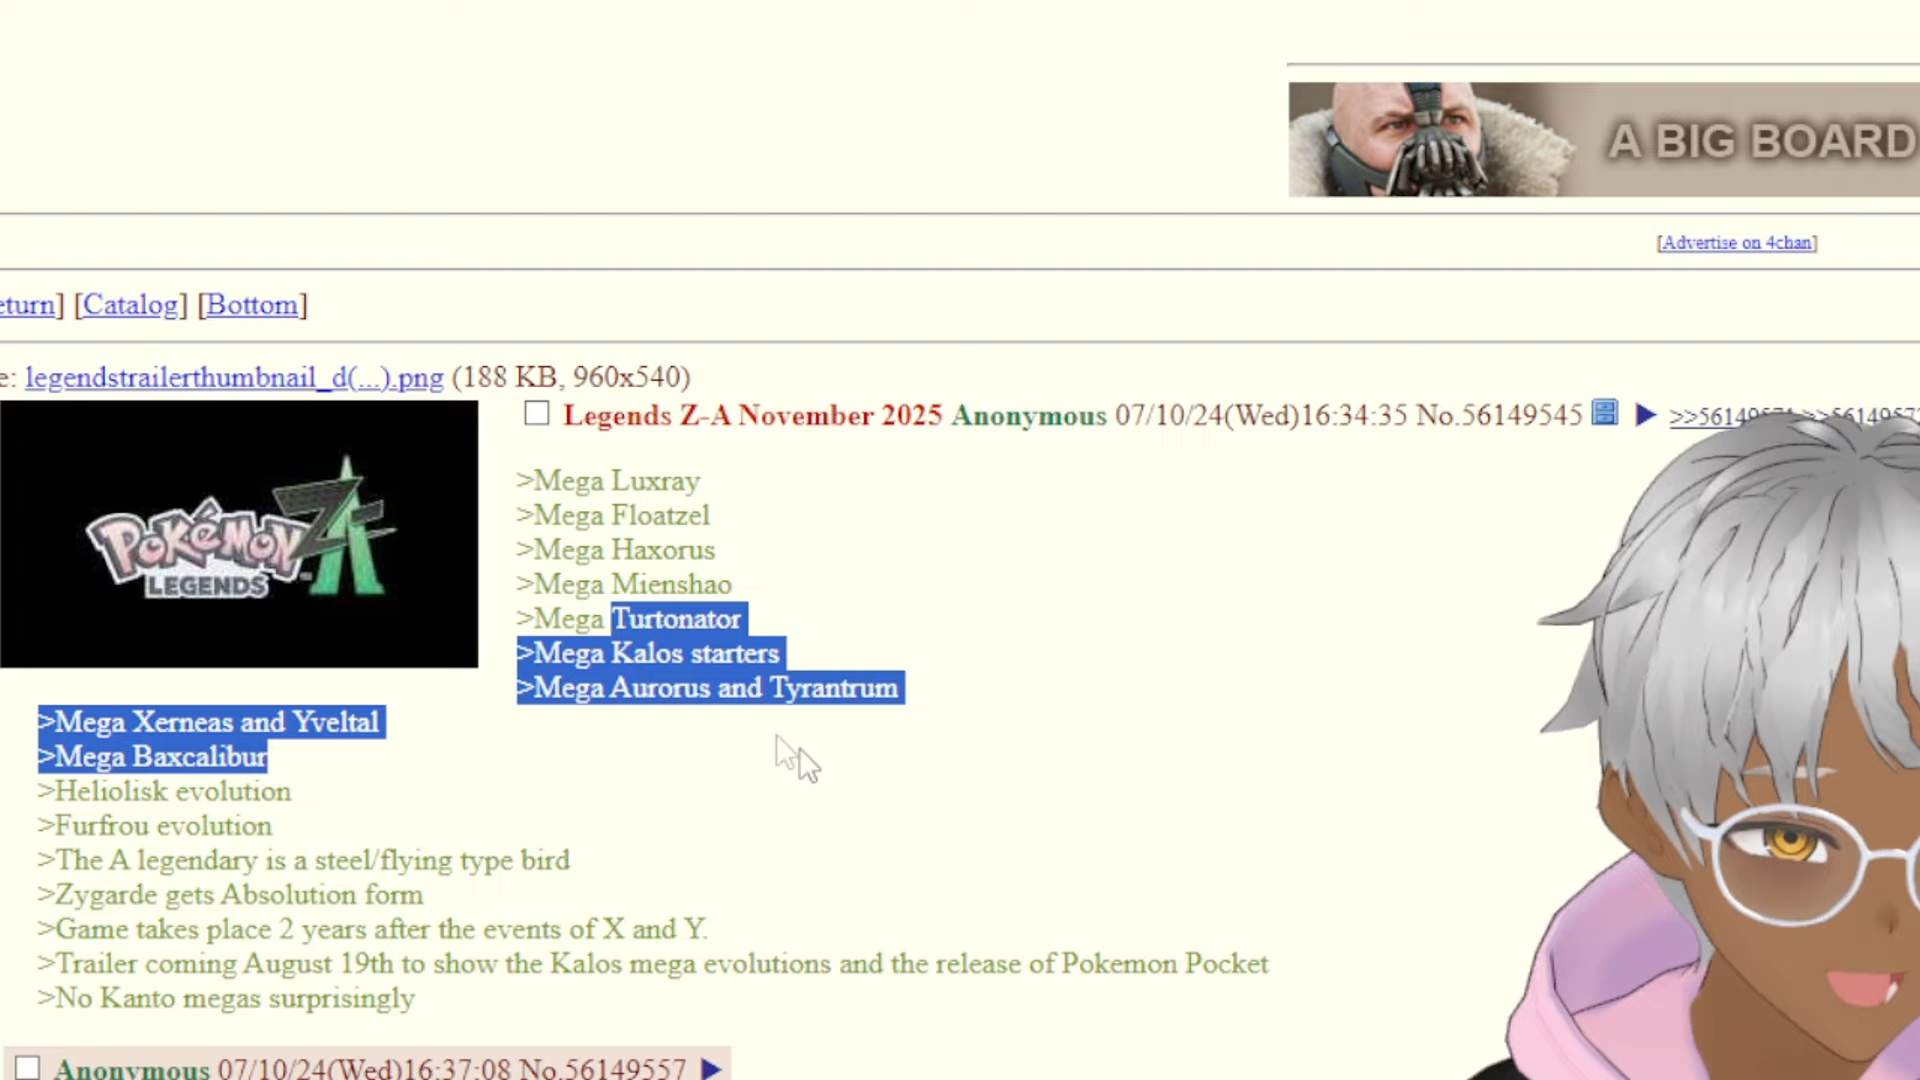 A BIG BOARD
[Advertise on 4chan]
eturn] [Catalog] [Bottom]
e: legendstrailerthumbnail_d(...).png (188 KB, 960x540)
Legends Z-A November 2025 Anonymous 07/10/24(Wed)16:34:35 No.56149545
POKéMON
LEGENDS
Z-A
>Mega Luxray
>Mega Floatzel
>Mega Haxorus
>Mega Mienshao
>Mega Turtonator
>Mega Kalos starters
>Mega Aurorus and Tyrantrum
>Mega Xerneas and Yveltal
>Mega Baxcalibur
>Heliolisk evolution
>Furfrou evolution
>The A legendary is a steel/flying type bird
>Zygarde gets Absolution form
>Game takes place 2 years after the events of X and Y.
>Trailer coming August 19th to show the Kalos mega evolutions and the release of Pokemon Pocket
>No Kanto megas surprisingly
Anonymous 07/10/24(Wed)16:37:08 No.56149557